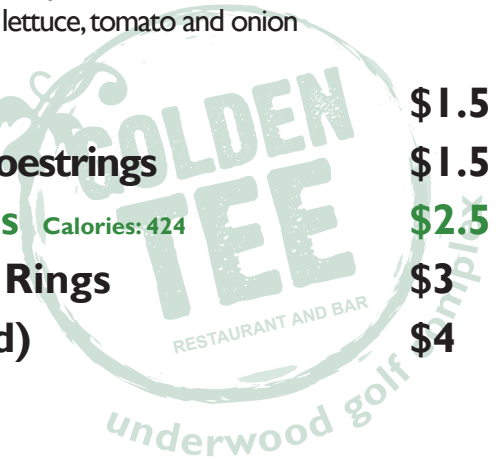 lettuce, tomato and onion
$1.5
oestrings $1.5
s Calories: 424 $2.5
Rings $3
d) $4
GOLDEN
TEE
RESTAURANT AND BAR
underwood golf complex